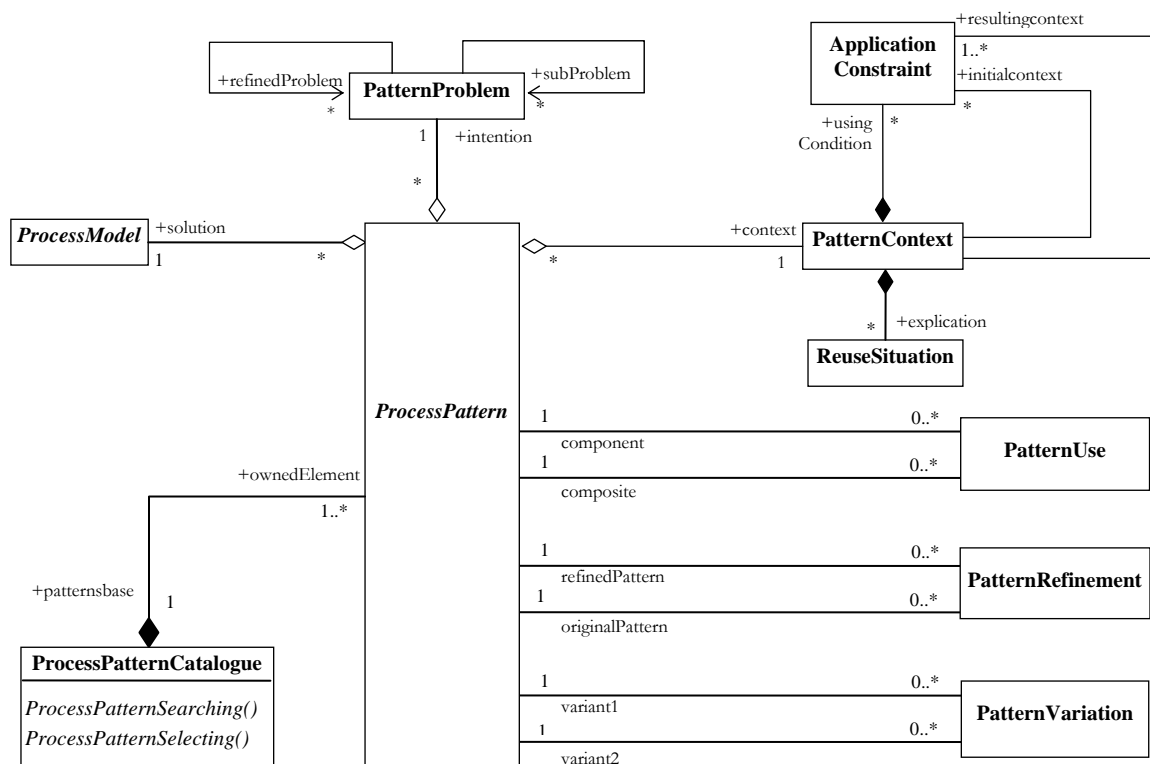 +resultingcontext
Application
Constraint
1..*
+initialcontext
*
+refinedProblem
*
PatternProblem
+subProblem
*
1
+intention
*
+using
Condition
*
ProcessModel
+solution
1
*
*
+context
1
PatternContext
*
+explication
ReuseSituation
ProcessPattern
1
0..*
component
1
0..*
composite
PatternUse
+ownedElement
1..*
1
0..*
refinedPattern
1
0..*
originalPattern
PatternRefinement
+patternsbase
1
ProcessPatternCatalogue
ProcessPatternSearching()
ProcessPatternSelecting()
1
0..*
variant1
1
0..*
variant2
PatternVariation